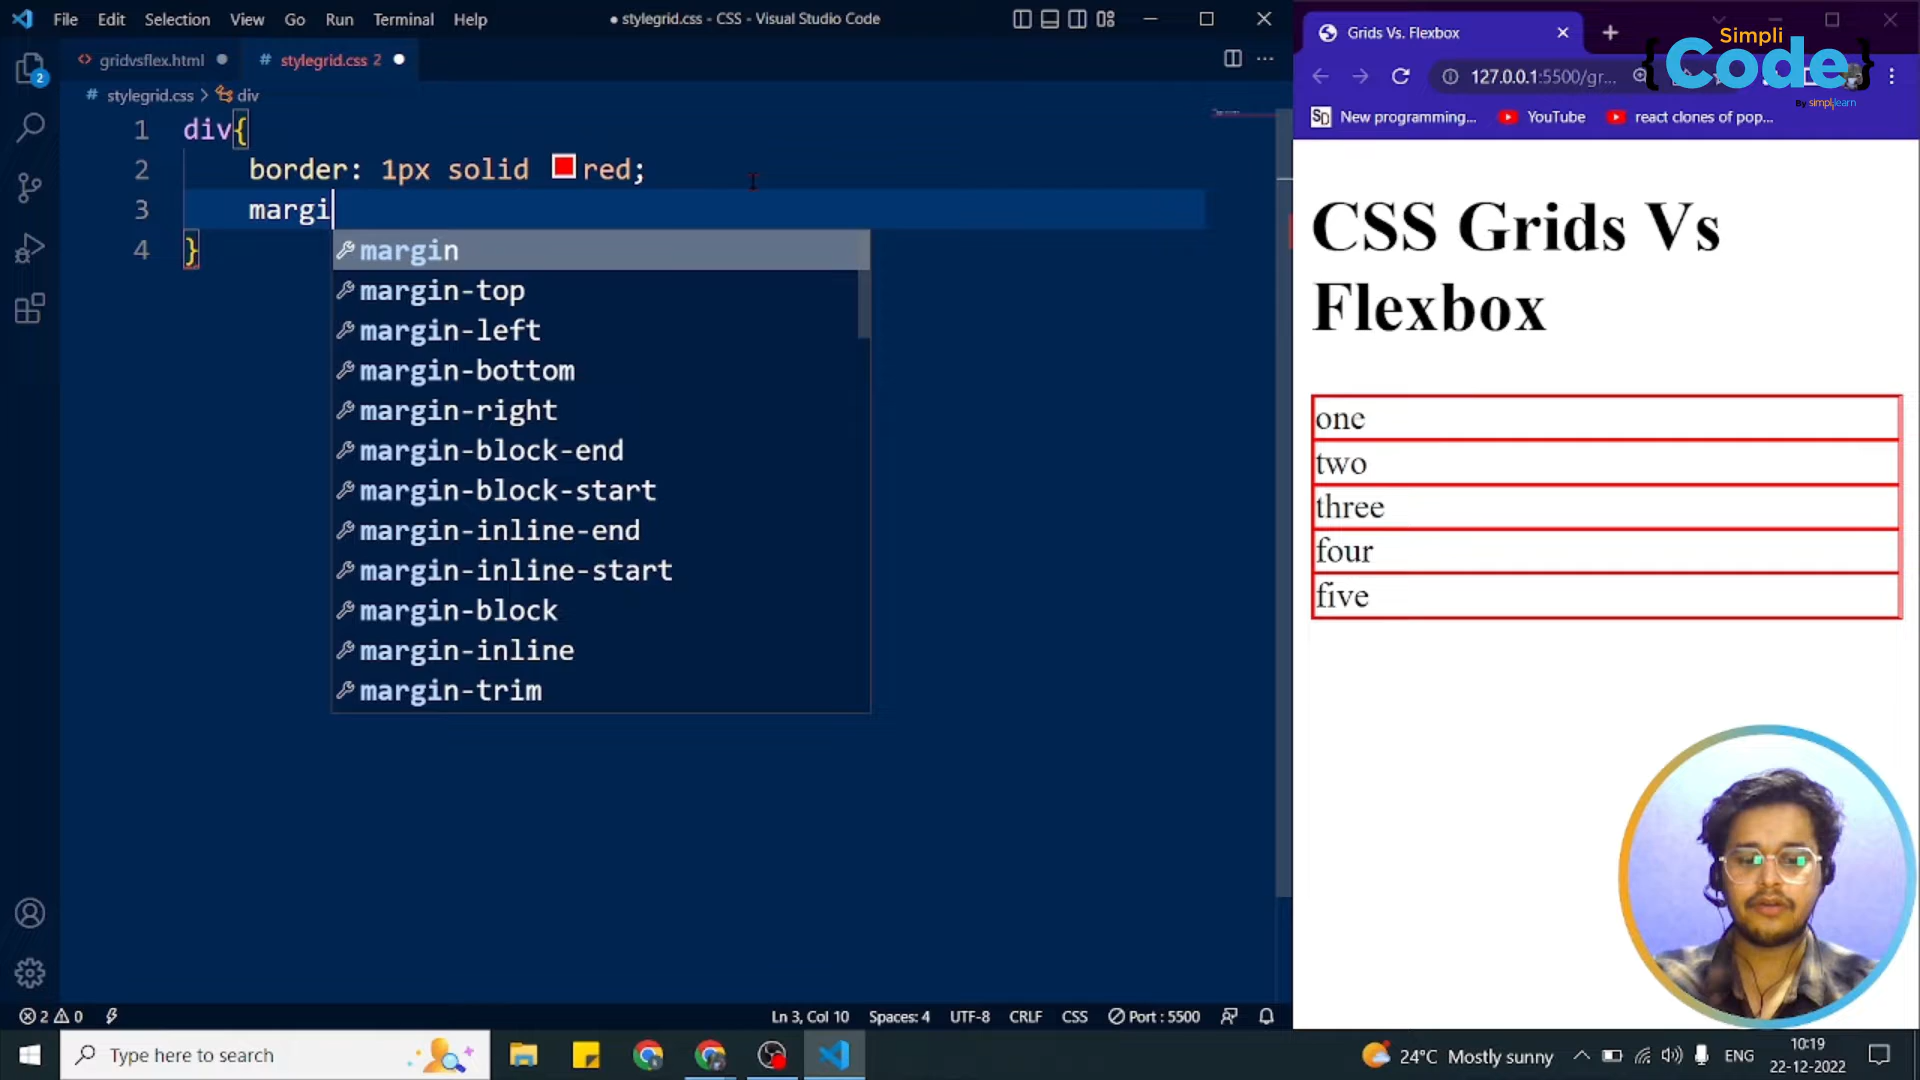 File Edit Selection View Go Run Terminal Help
● stylegrid.css - CSS - Visual Studio Code
<> gridvsflex.html ●
# stylegrid.css 2 ●
# stylegrid.css > div
1 div{
2 border: 1px solid red;
3 margi
4 }
margin
margin-top
margin-left
margin-bottom
margin-right
margin-block-end
margin-block-start
margin-inline-end
margin-inline-start
margin-block
margin-inline
margin-trim
2
2 0
Ln 3, Col 10 Spaces: 4 UTF-8 CRLF CSS Port : 5500
Grids Vs. Flexbox
127.0.0.1:5500/gr...
{ Simpli
Code }
By simplilearn
SD New programming... YouTube react clones of pop...
CSS Grids Vs
Flexbox
one
two
three
four
five
Type here to search
24°C Mostly sunny
ENG
10:19
22-12-2022